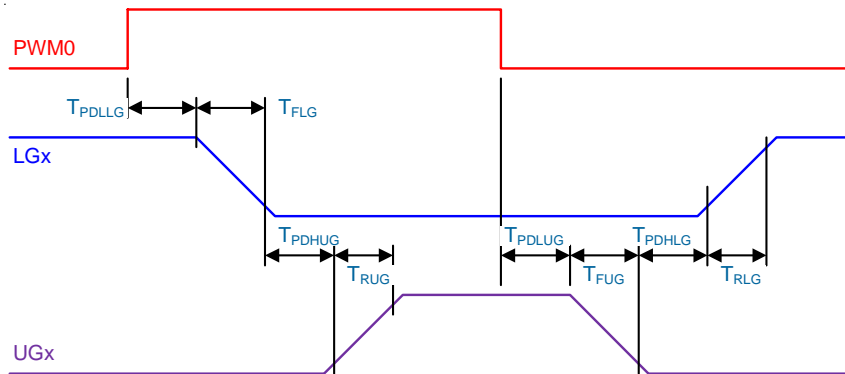 PWM0
TPDLLG
TFLG
LGx
TPDHUG
TPDLUG
TPDHLG
TRUG
TFUG
TRLG
UGx